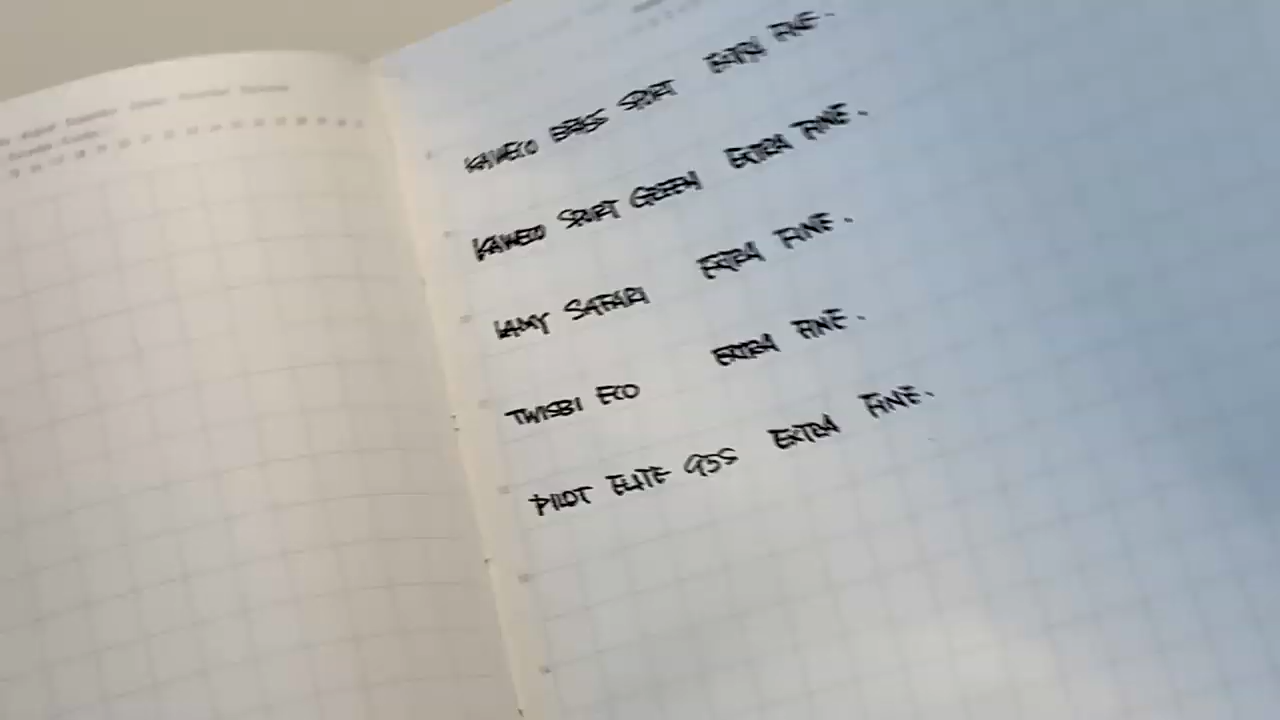 KAWECO BRASS SPORT EXTRA FINE.
KAWECO SPORT GREEN EXTRA FINE.
LAMY SAFARI EXTRA FINE.
TWISBI ECO EXTRA FINE.
PILOT ELITE 95S EXTRA FINE.